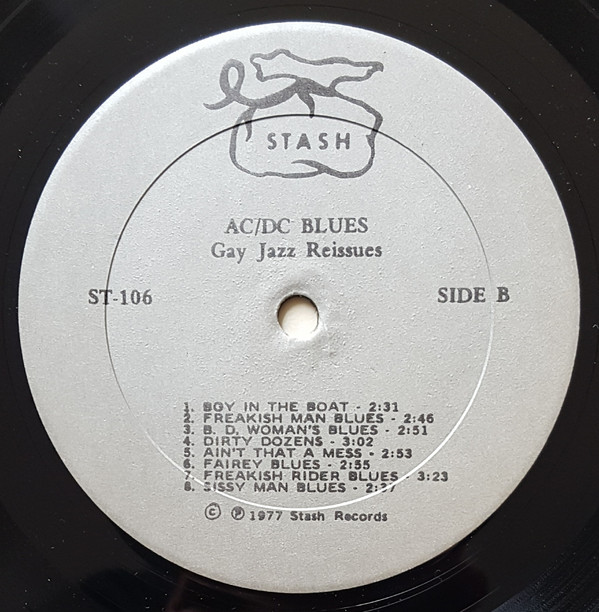 STASH
AC/DC BLUES
Gay Jazz Reissues
ST-106
SIDE B
1. BOY IN THE BOAT - 2:31
2. FREAKISH MAN BLUES - 2:46
3. B. D. WOMAN'S BLUES - 2:51
4. DIRTY DOZENS - 3:02
5. AIN'T THAT A MESS - 2:53
6. FAIREY BLUES - 2:55
7. FREAKISH RIDER BLUES - 3:23
8. SISSY MAN BLUES - 2:37
© ℗ 1977 Stash Records